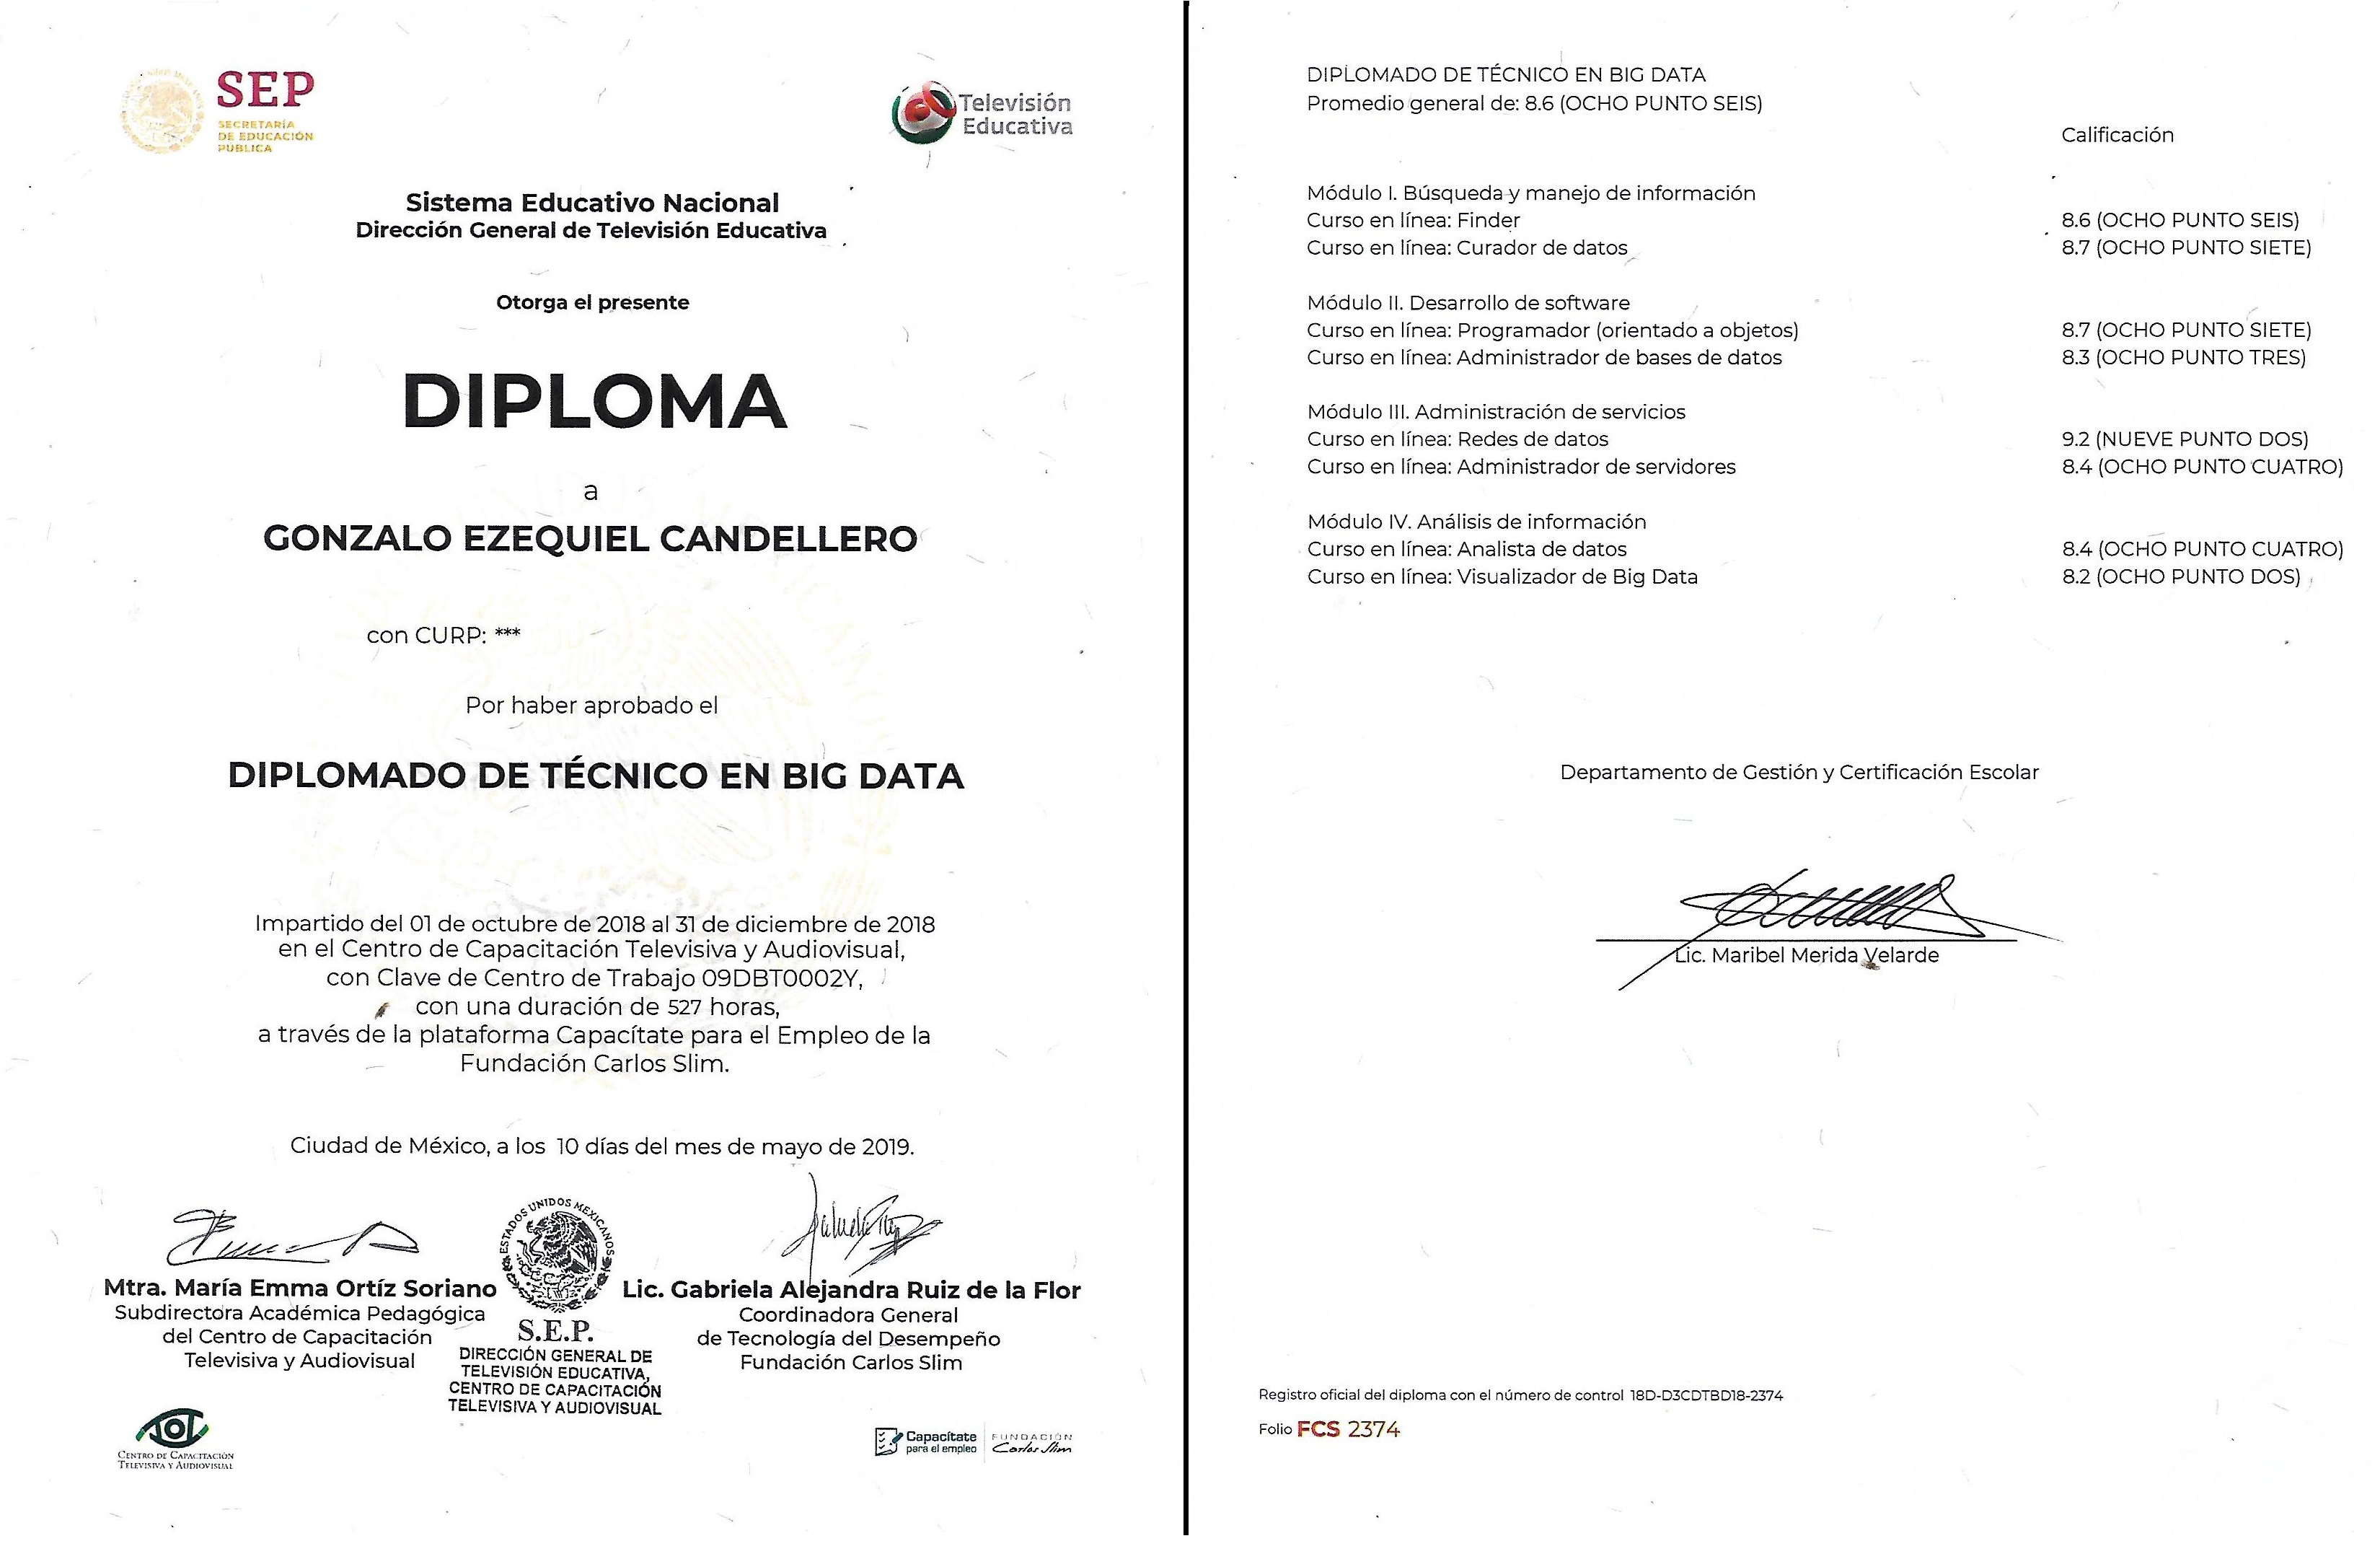 SEP
SECRETARÍA
DE EDUCACIÓN
PÚBLICA
Televisión
Educativa
Sistema Educativo Nacional
Dirección General de Televisión Educativa
Otorga el presente
DIPLOMA
a
GONZALO EZEQUIEL CANDELLERO
con CURP: ***
Por haber aprobado el
DIPLOMADO DE TÉCNICO EN BIG DATA
Impartido del 01 de octubre de 2018 al 31 de diciembre de 2018
en el Centro de Capacitación Televisiva y Audiovisual,
con Clave de Centro de Trabajo 09DBT0002Y,
con una duración de 527 horas,
a través de la plataforma Capacítate para el Empleo de la
Fundación Carlos Slim.
Ciudad de México, a los 10 días del mes de mayo de 2019.
Mtra. María Emma Ortíz Soriano
Subdirectora Académica Pedagógica
del Centro de Capacitación
Televisiva y Audiovisual
ESTADOS UNIDOS MEXICANOS
S.E.P.
DIRECCIÓN GENERAL DE
TELEVISIÓN EDUCATIVA,
CENTRO DE CAPACITACIÓN
TELEVISIVA Y AUDIOVISUAL
Lic. Gabriela Alejandra Ruiz de la Flor
Coordinadora General
de Tecnología del Desempeño
Fundación Carlos Slim
CENTRO DE CAPACITACIÓN
TELEVISIVA Y AUDIOVISUAL
Capacítate
para el empleo
FUNDACIÓN
Carlos Slim
DIPLOMADO DE TÉCNICO EN BIG DATA
Promedio general de: 8.6 (OCHO PUNTO SEIS)
Calificación
Módulo I. Búsqueda y manejo de información
Curso en línea: Finder 8.6 (OCHO PUNTO SEIS)
Curso en línea: Curador de datos 8.7 (OCHO PUNTO SIETE)
Módulo II. Desarrollo de software
Curso en línea: Programador (orientado a objetos) 8.7 (OCHO PUNTO SIETE)
Curso en línea: Administrador de bases de datos 8.3 (OCHO PUNTO TRES)
Módulo III. Administración de servicios
Curso en línea: Redes de datos 9.2 (NUEVE PUNTO DOS)
Curso en línea: Administrador de servidores 8.4 (OCHO PUNTO CUATRO)
Módulo IV. Análisis de información
Curso en línea: Analista de datos 8.4 (OCHO PUNTO CUATRO)
Curso en línea: Visualizador de Big Data 8.2 (OCHO PUNTO DOS)
Departamento de Gestión y Certificación Escolar
Lic. Maribel Merida Velarde
Registro oficial del diploma con el número de control 18D-D3CDTBD18-2374
Folio FCS 2374